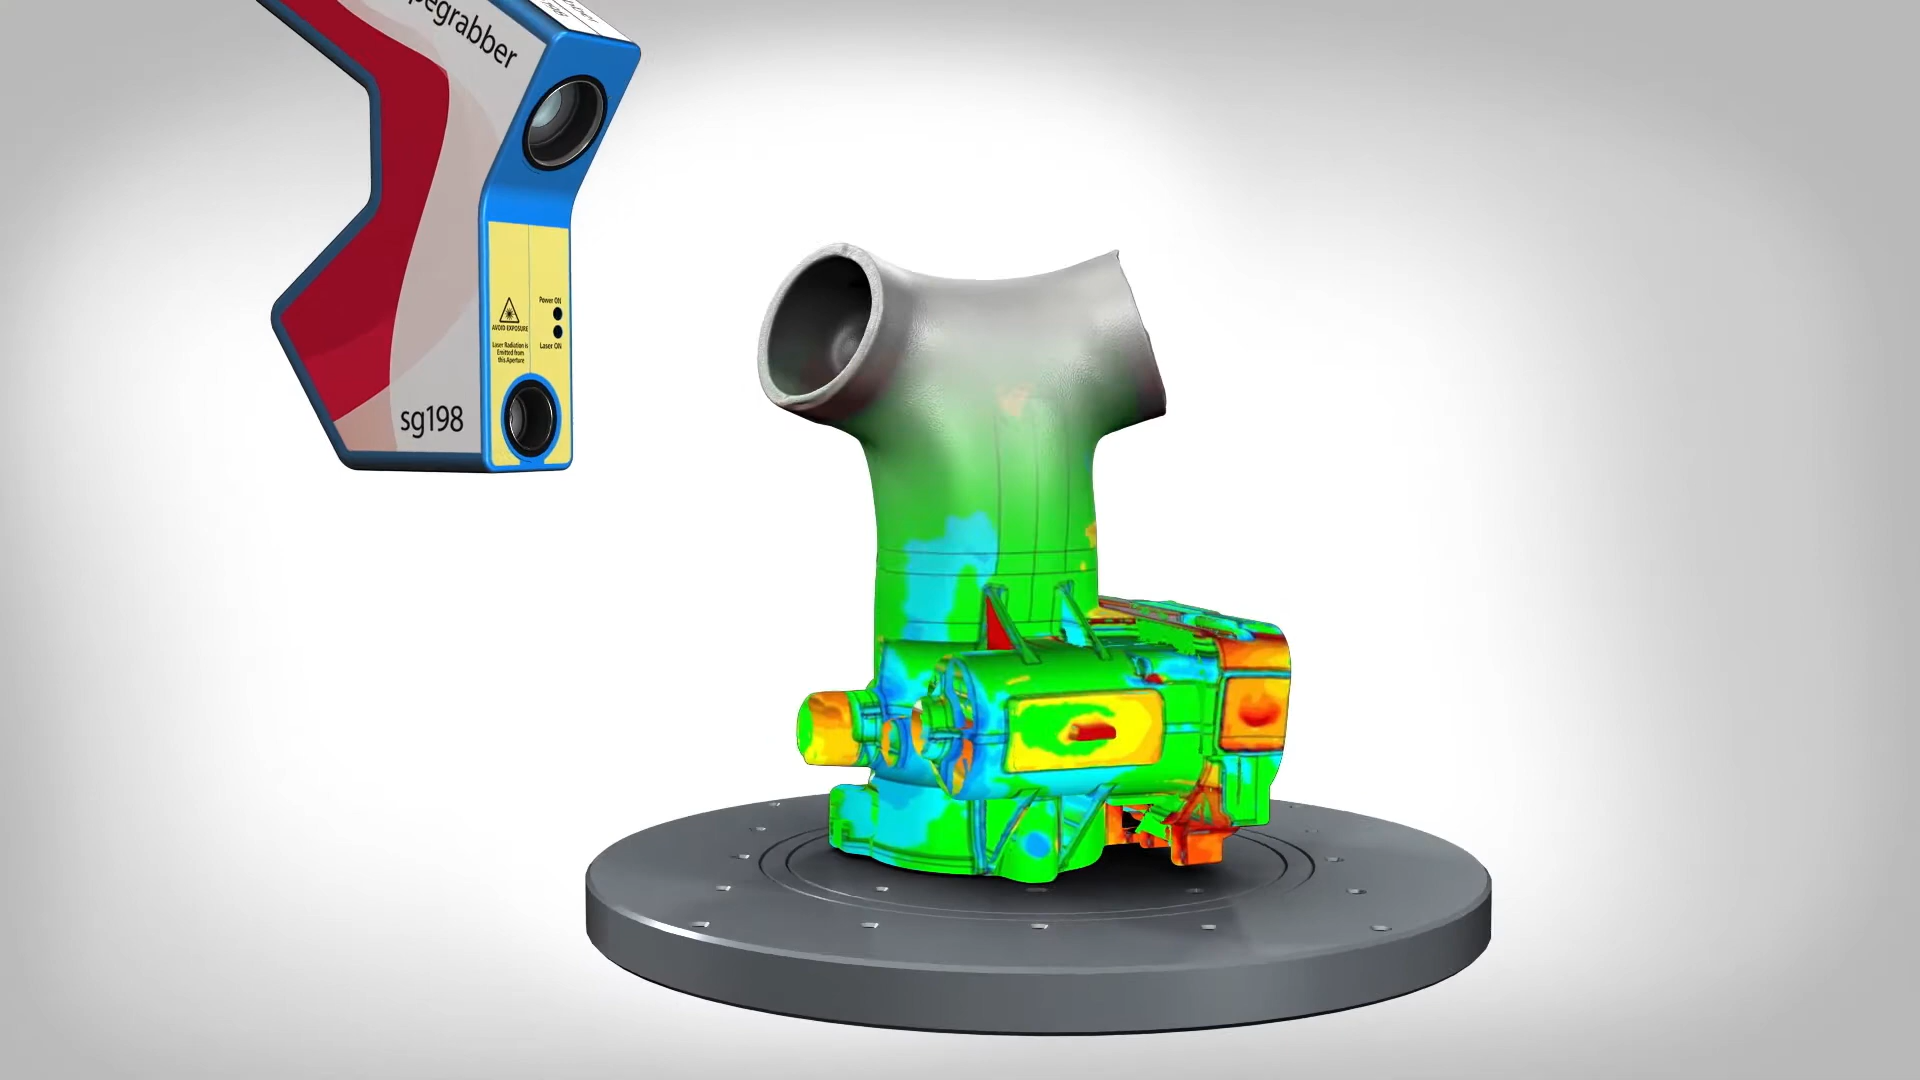 pegrabber
Power ON
AVOID EXPOSURE
Laser Radiation is
Emitted from
this Aperture
Laser ON
sg198